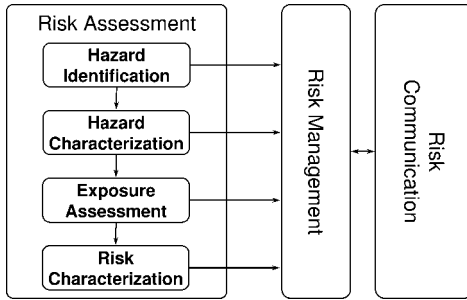 Risk Assessment
Hazard
Identification
Hazard
Characterization
Exposure
Assessment
Risk
Characterization
Risk Management
Risk
Communication